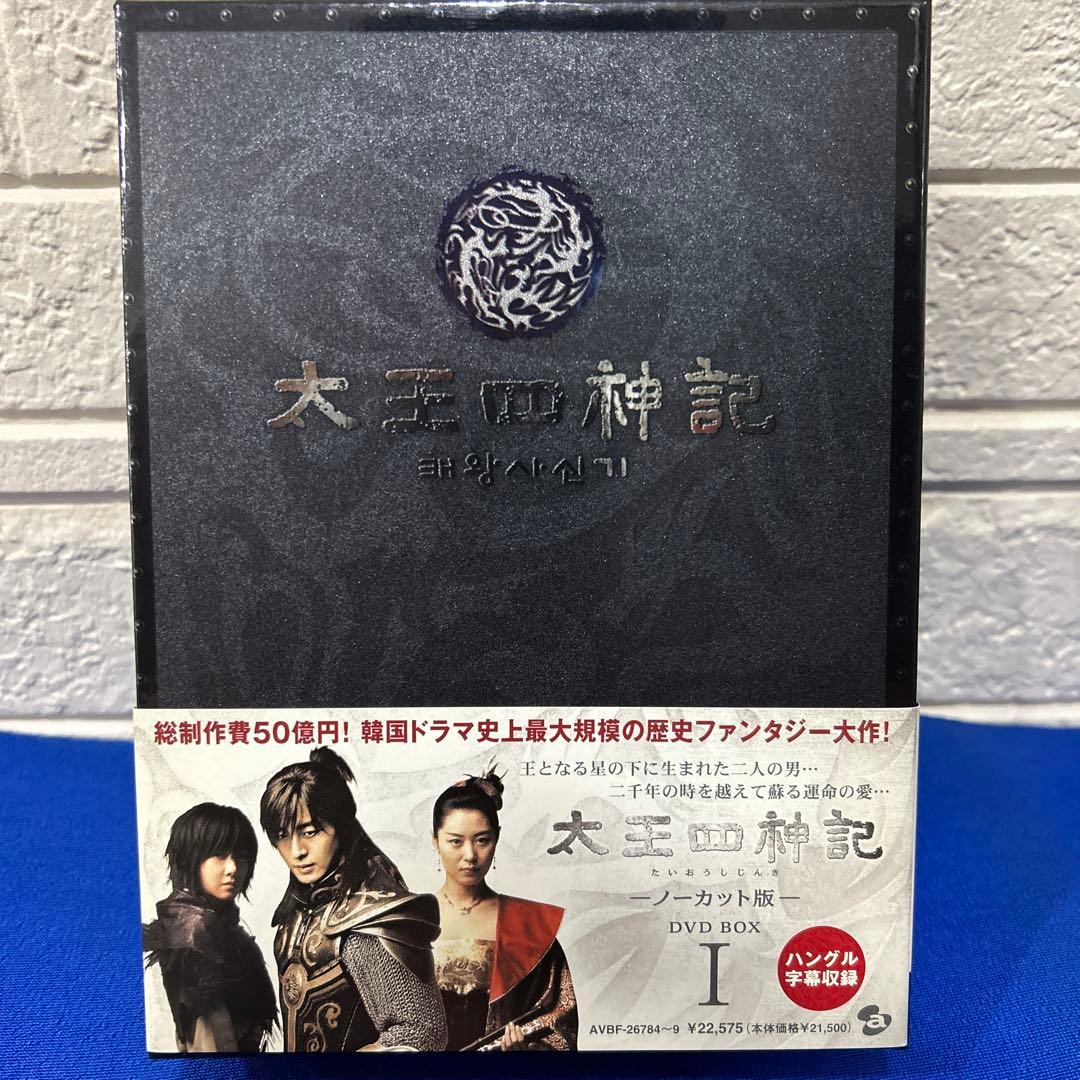 太王四神記
태왕사신기
総制作費50億円! 韓国ドラマ史上最大規模の歴史ファンタジー大作!
王となる星の下に生まれた二人の男…
二千年の時を越えて蘇る運命の愛…
太王四神記
たいおうしじんき
―ノーカット版―
DVD BOX
I
ハングル
字幕収録
AVBF-26784~9 ¥22,575(本体価格¥21,500)
a